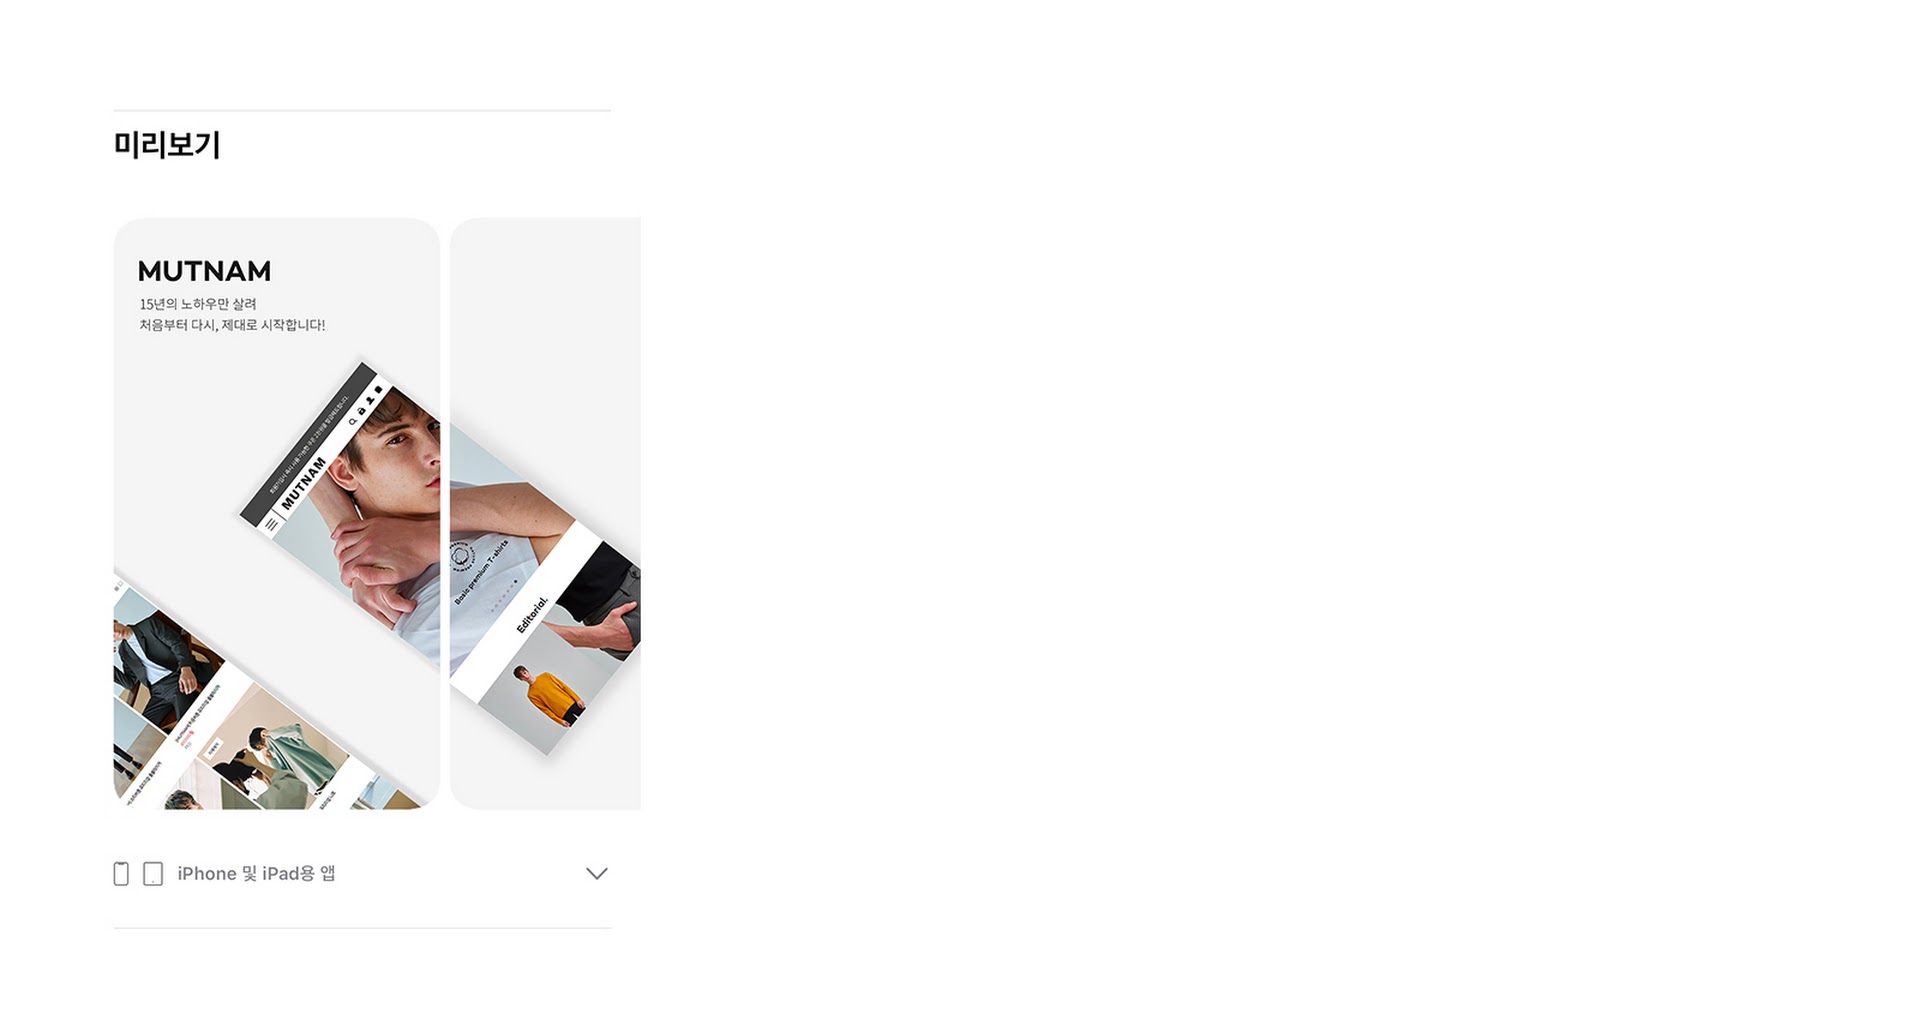 미리보기
MUTNAM
15년의 노하우만 살려
처음부터 다시, 제대로 시작합니다!
MUTNAM
Basic premium T-shirts
Editorial.
iPhone 및 iPad용 앱